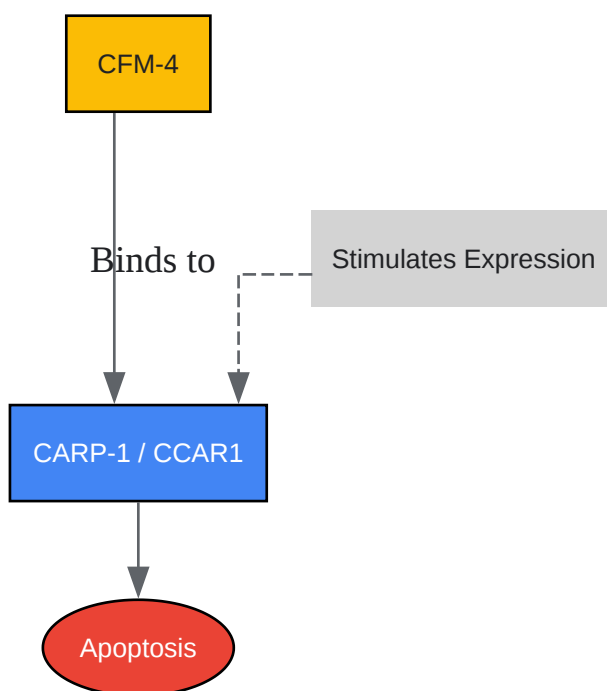 CFM-4
Binds to
Stimulates Expression
CARP-1 / CCAR1
Apoptosis